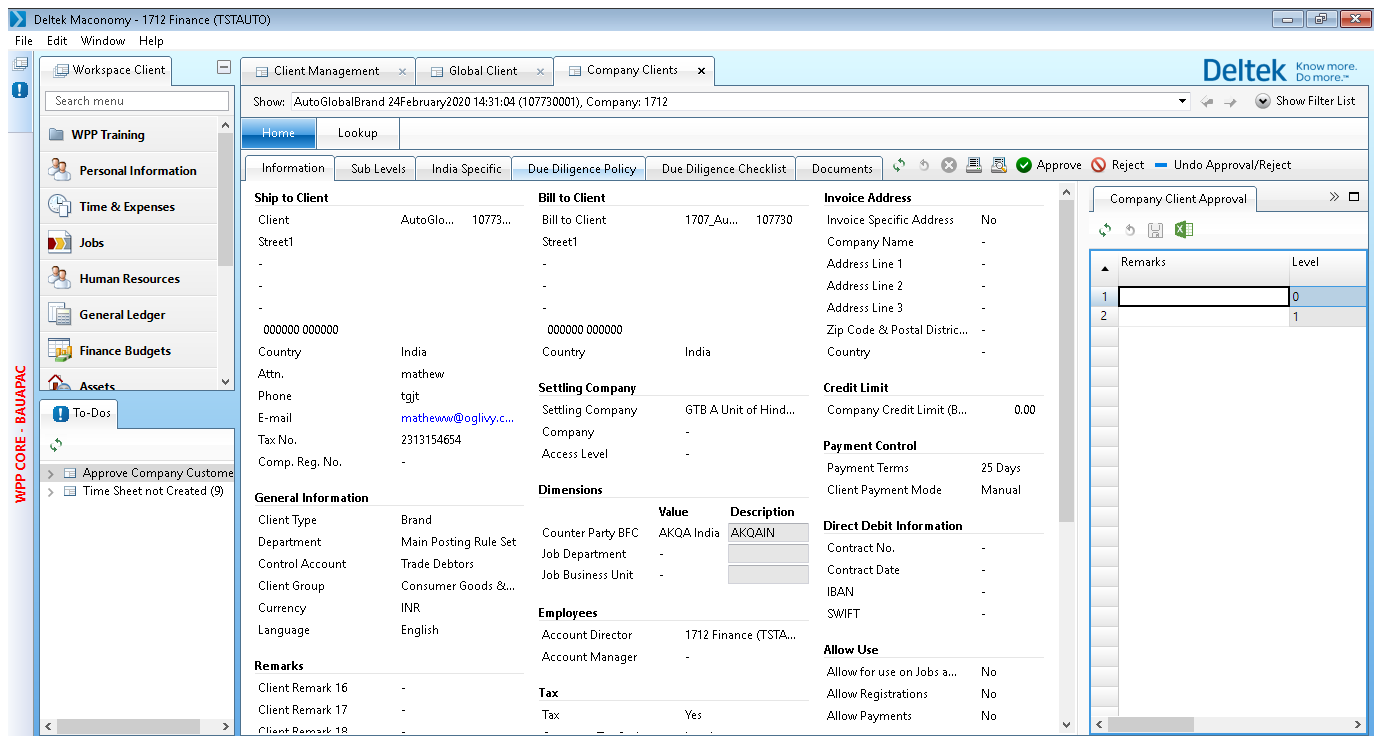 Deltek Maconomy - 1712 Finance (TSTAUTO)
File Edit Window Help
WPP CORE - BAUAPAC
Workspace Client
Search menu
WPP Training
Personal Information
Time & Expenses
Jobs
Human Resources
General Ledger
Finance Budgets
Assets
To-Dos
Approve Company Custome
Time Sheet not Created (9)
Client Management
Global Client
Company Clients
Deltek Know more. Do more.™
Show: AutoGlobalBrand 24February2020 14:31:04 (107730001), Company: 1712
Show Filter List
Home Lookup
Information Sub Levels India Specific Due Diligence Policy Due Diligence Checklist Documents Approve Reject Undo Approval/Reject
Ship to Client
Client AutoGlo... 10773...
Street1
-
-
-
000000 000000
Country India
Attn. mathew
Phone tgjt
E-mail matheww@oglivy.c...
Tax No. 2313154654
Comp. Reg. No. -
General Information
Client Type Brand
Department Main Posting Rule Set
Control Account Trade Debtors
Client Group Consumer Goods &...
Currency INR
Language English
Remarks
Client Remark 16 -
Client Remark 17 -
Client Remark 18 -
Bill to Client
Bill to Client 1707_Au... 107730
Street1
-
-
-
000000 000000
Country India
Settling Company
Settling Company GTB A Unit of Hind...
Company -
Access Level -
Dimensions
Value Description
Counter Party BFC AKQA India AKQAIN
Job Department -
Job Business Unit -
Employees
Account Director 1712 Finance (TSTA...
Account Manager -
Tax
Tax Yes
Invoice Address
Invoice Specific Address No
Company Name -
Address Line 1 -
Address Line 2 -
Address Line 3 -
Zip Code & Postal Distric... -
Country -
Credit Limit
Company Credit Limit (B... 0.00
Payment Control
Payment Terms 25 Days
Client Payment Mode Manual
Direct Debit Information
Contract No. -
Contract Date -
IBAN -
SWIFT -
Allow Use
Allow for use on Jobs a... No
Allow Registrations No
Allow Payments No
Company Client Approval
Remarks Level
1 0
2 1